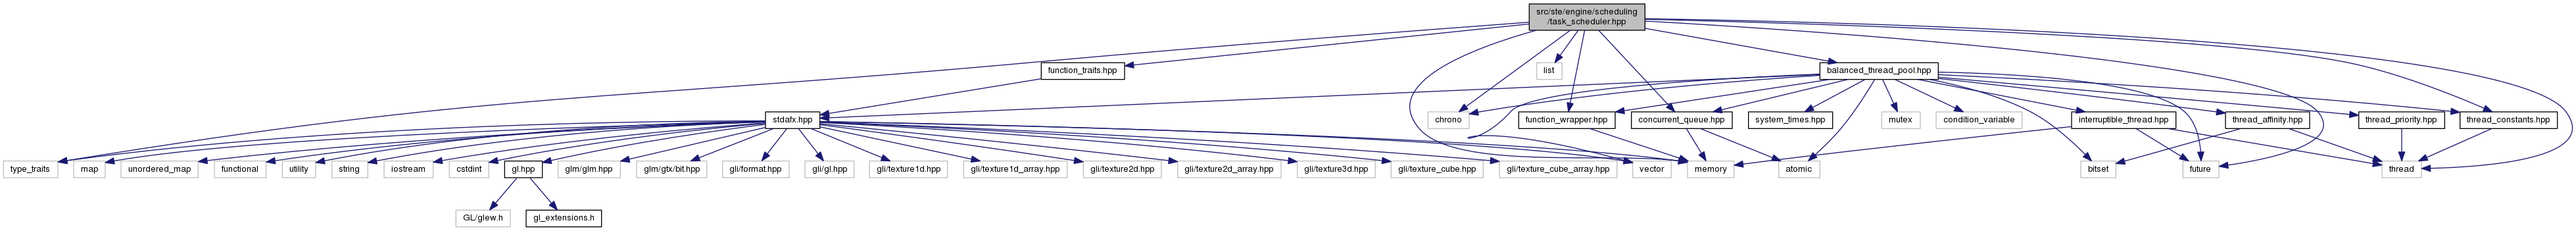 src/ste/engine/scheduling
/task_scheduler.hpp
function_traits.hpp
list
balanced_thread_pool.hpp
stdafx.hpp
chrono
function_wrapper.hpp
concurrent_queue.hpp
system_times.hpp
mutex
condition_variable
interruptible_thread.hpp
thread_affinity.hpp
thread_priority.hpp
thread_constants.hpp
type_traits
map
unordered_map
functional
utility
string
iostream
cstdint
gl.hpp
glm/glm.hpp
glm/gtx/bit.hpp
gli/format.hpp
gli/gl.hpp
gli/texture1d.hpp
gli/texture1d_array.hpp
gli/texture2d.hpp
gli/texture2d_array.hpp
gli/texture3d.hpp
gli/texture_cube.hpp
gli/texture_cube_array.hpp
vector
memory
atomic
bitset
future
thread
GL/glew.h
gl_extensions.h